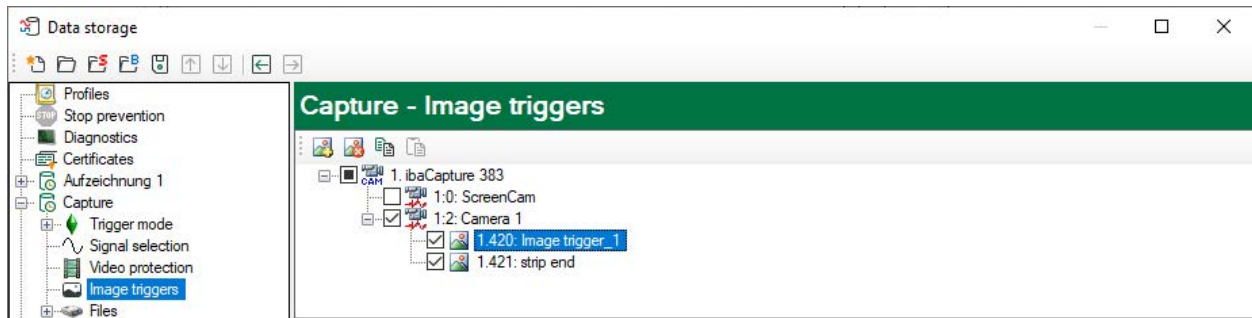 Data storage
S B
Profiles
STOP Stop prevention
Diagnostics
Certificates
Aufzeichnung 1
Capture
Trigger mode
Signal selection
Video protection
Image triggers
Files
Capture - Image triggers
CAM 1. ibaCapture 383
1:0: ScreenCam
1:2: Camera 1
1.420: Image trigger_1
1.421: strip end